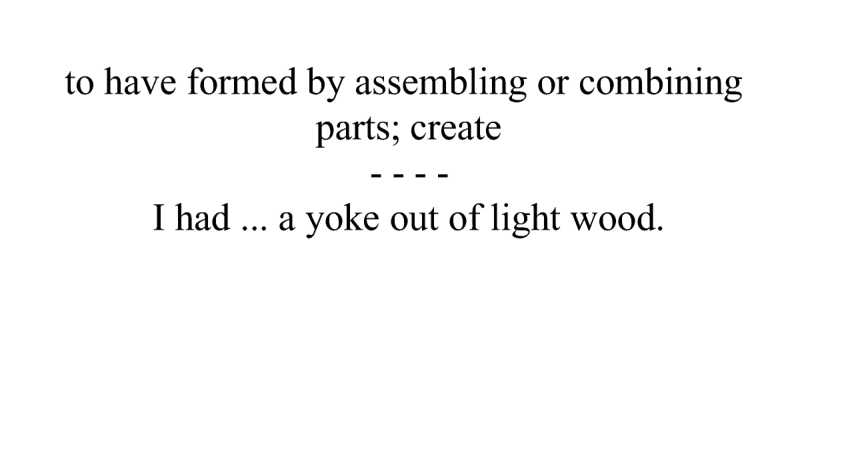 to have formed by assembling or combining
parts; create
- - - -
I had ... a yoke out of light wood.